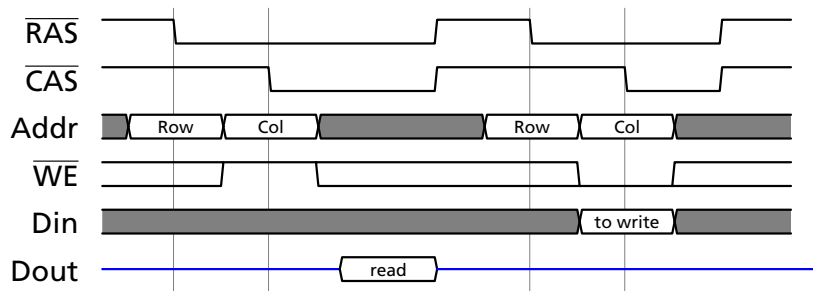 RAS
CAS
Addr Row Col Row Col
WE
Din to write
Dout read